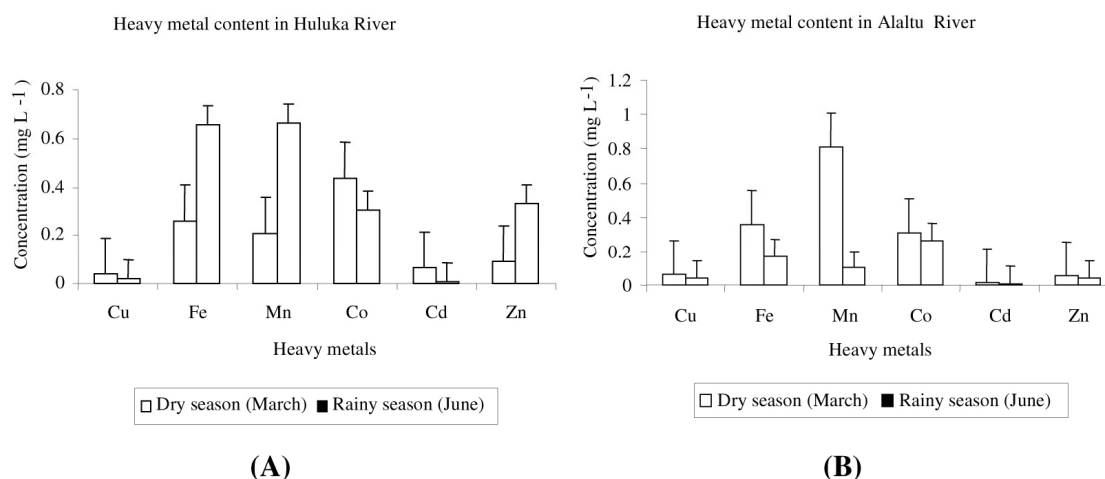 Heavy metal content in Huluka River
Concentration (mg L -1)
0.8
0.6
0.4
0.2
0
Cu Fe Mn Co Cd Zn
Heavy metals
Dry season (March) Rainy season (June)
(A)
Heavy metal content in Alaltu River
Concentration (mg L -1)
1.2
1
0.8
0.6
0.4
0.2
0
Cu Fe Mn Co Cd Zn
Heavy metals
Dry season (March) Rainy season (June)
(B)